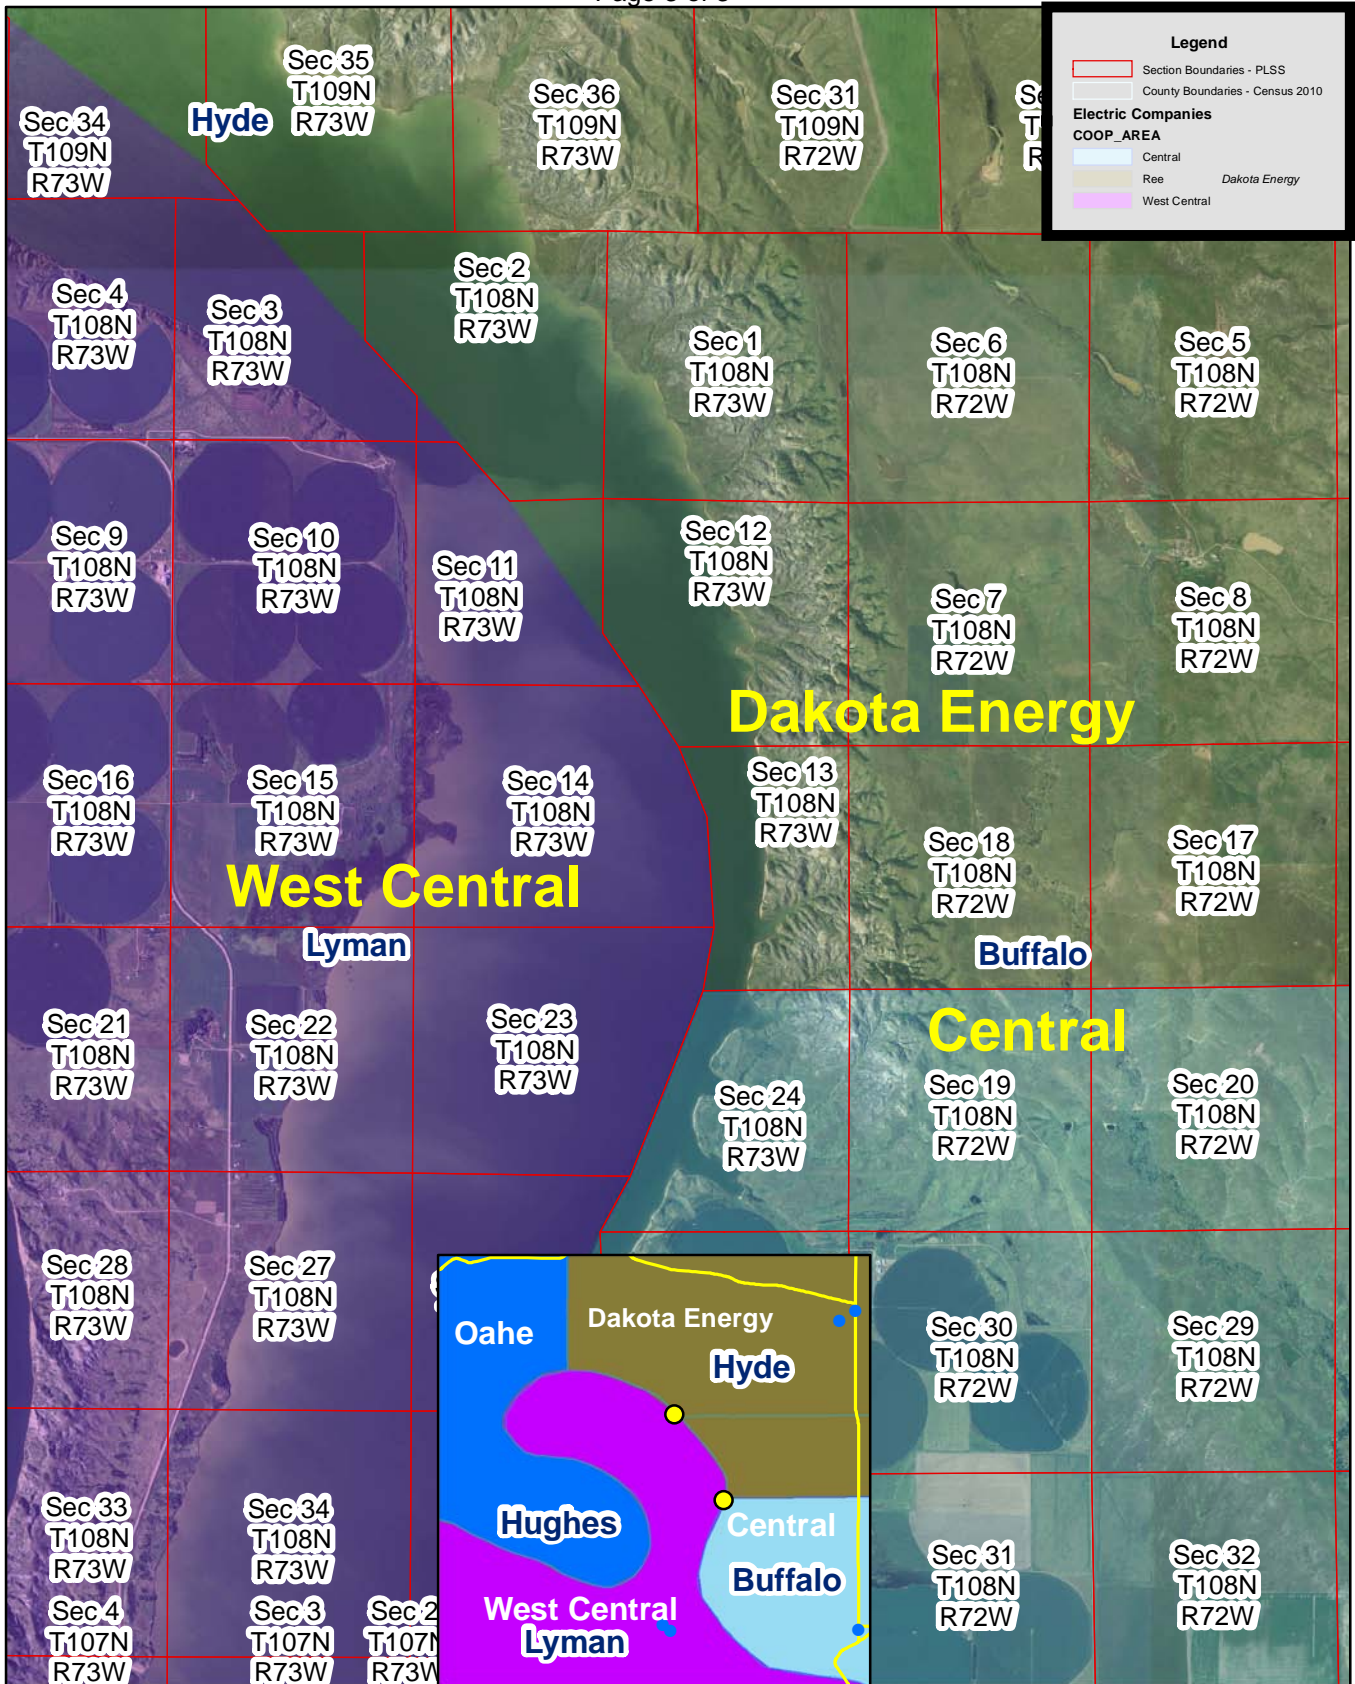 Legend
Section Boundaries - PLSS
County Boundaries - Census 2010
Electric Companies
COOP_AREA
Central
Ree
Dakota Energy
West Central
Sec 34
T109N
R73W
Hyde
Sec 35
T109N
R73W
Sec 36
T109N
R73W
Sec 31
T109N
R72W
Sec 4
T108N
R73W
Sec 3
T108N
R73W
Sec 2
T108N
R73W
Sec 1
T108N
R73W
Sec 6
T108N
R72W
Sec 5
T108N
R72W
Sec 9
T108N
R73W
Sec 10
T108N
R73W
Sec 11
T108N
R73W
Sec 12
T108N
R73W
Sec 7
T108N
R72W
Sec 8
T108N
R72W
Dakota Energy
Sec 16
T108N
R73W
Sec 15
T108N
R73W
Sec 14
T108N
R73W
Sec 13
T108N
R73W
Sec 18
T108N
R72W
Sec 17
T108N
R72W
West Central
Lyman
Buffalo
Central
Sec 21
T108N
R73W
Sec 22
T108N
R73W
Sec 23
T108N
R73W
Sec 24
T108N
R73W
Sec 19
T108N
R72W
Sec 20
T108N
R72W
Sec 28
T108N
R73W
Sec 27
T108N
R73W
Sec 30
T108N
R72W
Sec 29
T108N
R72W
Sec 33
T108N
R73W
Sec 34
T108N
R73W
Sec 31
T108N
R72W
Sec 32
T108N
R72W
Sec 4
T107N
R73W
Sec 3
T107N
R73W
Sec 2
T107N
R73W
Oahe
Dakota Energy
Hyde
Hughes
Central
Buffalo
West Central
Lyman